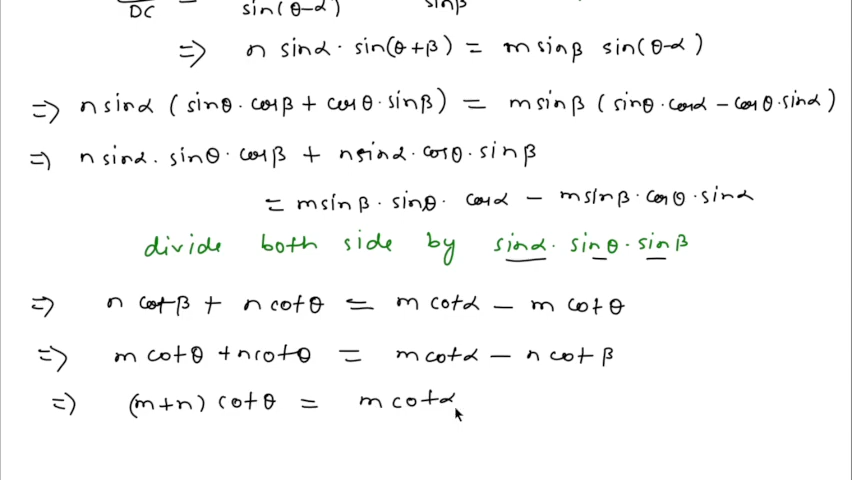 DC = sin(θ-α) sinβ
=> n sinα · sin(θ+β) = m sinβ sin(θ-α)
=> n sinα (sinθ · cosβ + cosθ · sinβ) = m sinβ (sinθ · cosα - cosθ · sinα)
=> n sinα · sinθ · cosβ + n sinα · cosθ · sinβ
= m sinβ · sinθ · cosα - m sinβ · cosθ · sinα
divide both side by sinα · sinθ · sinβ
=> n cotβ + n cotθ = m cotα - m cotθ
=> m cotθ + n cotθ = m cotα - n cotβ
=> (m+n) cotθ = m cotα